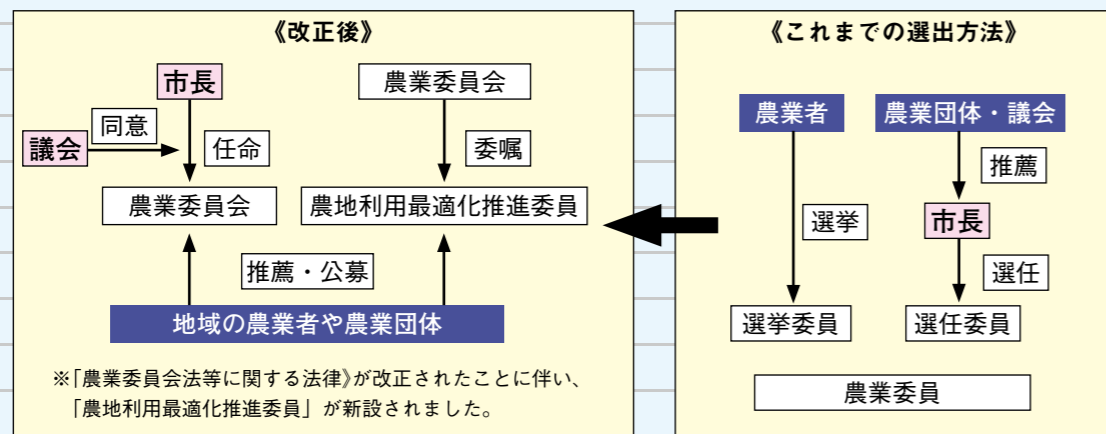 《改正後》
市長
農業委員会
議会
同意
任命
委嘱
農業委員会
農地利用最適化推進委員
推薦・公募
地域の農業者や農業団体
※「農業委員会法等に関する法律》が改正されたことに伴い、
「農地利用最適化推進委員」が新設されました。
《これまでの選出方法》
農業者
農業団体・議会
推薦
選挙
市長
選任
選挙委員
選任委員
農業委員